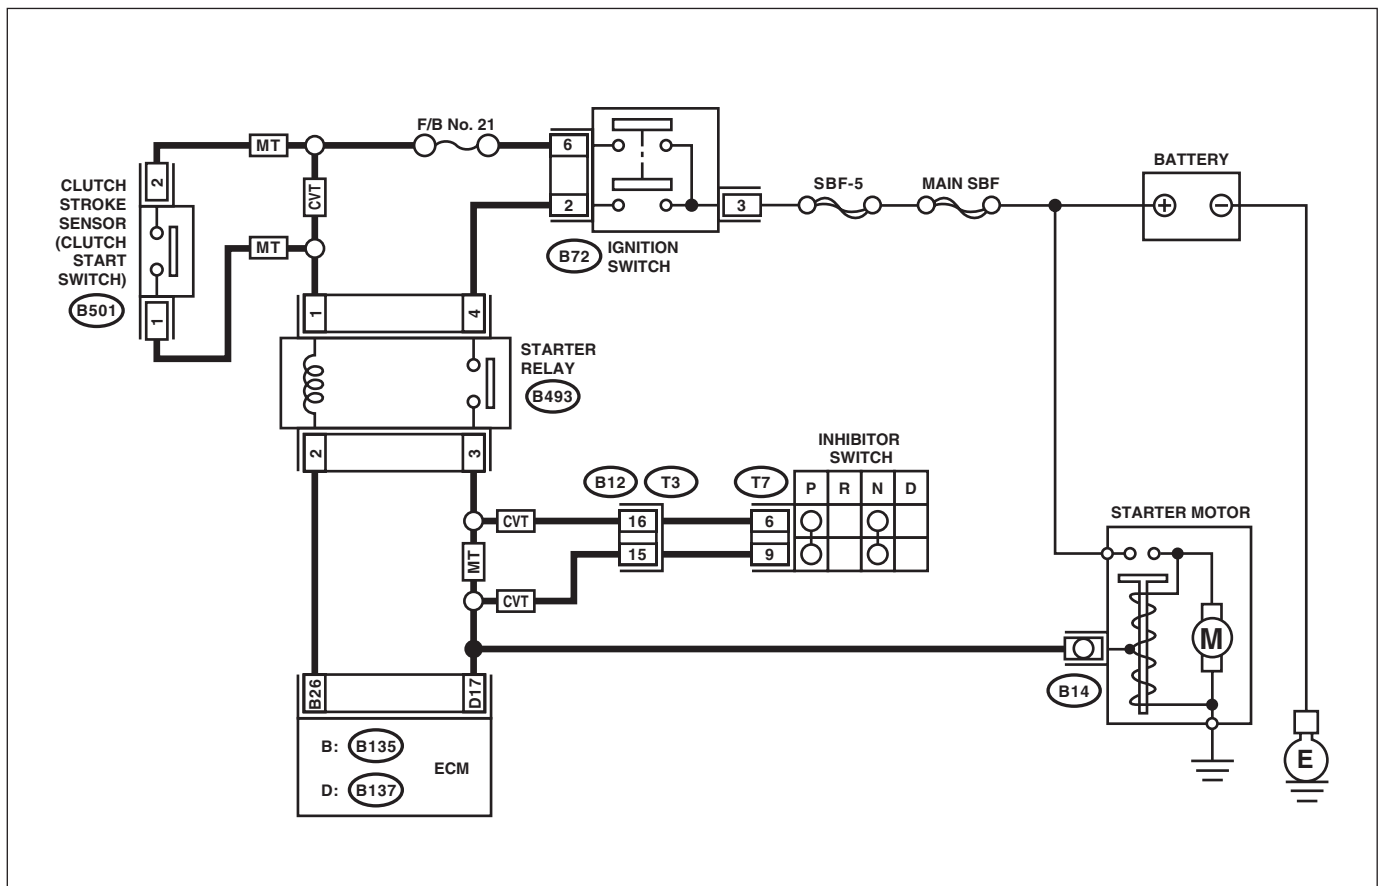 F/B No. 21
MT
6
2
CVT
CLUTCH
STROKE
SENSOR
(CLUTCH
START
SWITCH)
B501
2
1
MT
2
B72
IGNITION
SWITCH
3
SBF-5
MAIN SBF
BATTERY
+
−
1
4
STARTER
RELAY
B493
2
3
INHIBITOR
SWITCH
B12
T3
T7
P
R
N
D
CVT
16
6
MT
15
9
CVT
STARTER MOTOR
M
B14
E
B26
D17
B: B135
ECM
D: B137